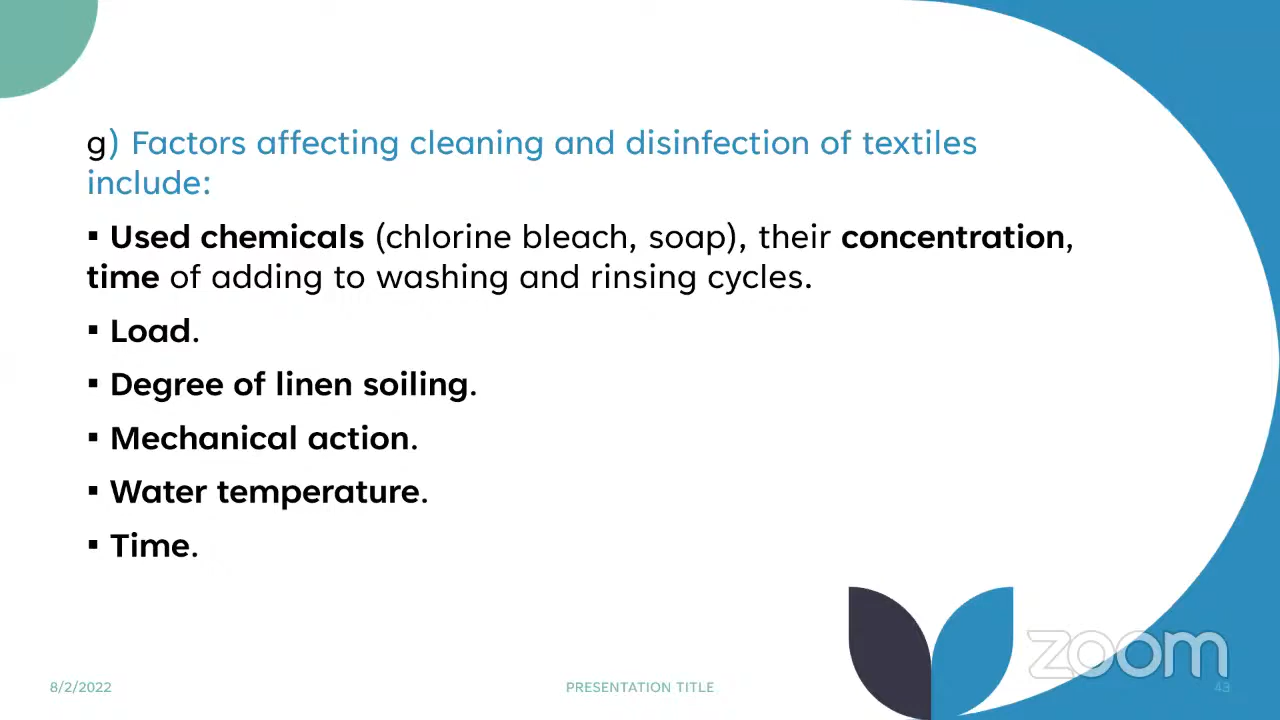 g) Factors affecting cleaning and disinfection of textiles
include:
▪ Used chemicals (chlorine bleach, soap), their concentration,
time of adding to washing and rinsing cycles.
▪ Load.
▪ Degree of linen soiling.
▪ Mechanical action.
▪ Water temperature.
▪ Time.
zoom
8/2/2022
PRESENTATION TITLE
43